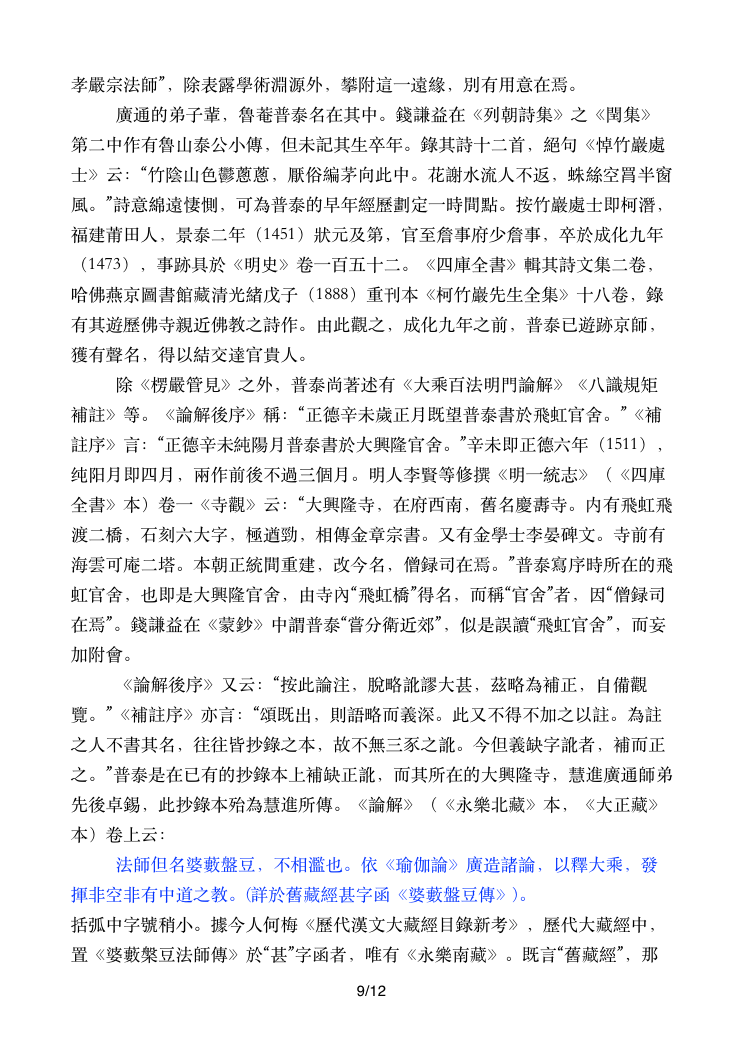 孝嚴宗法師”，除表露學術淵源外，攀附這一遠緣，別有用意在焉。
廣通的弟子輩，魯菴普泰名在其中。錢謙益在《列朝詩集》之《閏集》
第二中作有魯山泰公小傳，但未記其生卒年。錄其詩十二首，絕句《悼竹巖處
士》云：“竹陰山色鬱蔥蔥，厭俗編茅向此中。花謝水流人不返，蛛絲空罥半窗
風。”詩意綿遠悽惻，可為普泰的早年經歷劃定一時間點。按竹巖處士即柯潛，
福建莆田人，景泰二年（1451）狀元及第，官至詹事府少詹事，卒於成化九年
（1473），事跡具於《明史》卷一百五十二。《四庫全書》輯其詩文集二卷，
哈佛燕京圖書館藏清光緒戊子（1888）重刊本《柯竹巖先生全集》十八卷，錄
有其遊歷佛寺親近佛教之詩作。由此觀之，成化九年之前，普泰已遊跡京師，
獲有聲名，得以結交達官貴人。
除《楞嚴管見》之外，普泰尚著述有《大乘百法明門論解》《八識規矩
補註》等。《論解後序》稱：“正德辛未歲正月既望普泰書於飛虹官舍。”《補
註序》言：“正德辛未純陽月普泰書於大興隆官舍。”辛未即正德六年（1511），
纯阳月即四月，兩作前後不過三個月。明人李賢等修撰《明一統志》（《四庫
全書》本）卷一《寺觀》云：“大興隆寺，在府西南，舊名慶壽寺。内有飛虹飛
渡二橋，石刻六大字，極遒勁，相傳金章宗書。又有金學士李晏碑文。寺前有
海雲可庵二塔。本朝正統間重建，改今名，僧録司在焉。”普泰寫序時所在的飛
虹官舍，也即是大興隆官舍，由寺內“飛虹橋”得名，而稱“官舍”者，因“僧録司
在焉”。錢謙益在《蒙鈔》中謂普泰“嘗分衛近郊”，似是誤讀“飛虹官舍”，而妄
加附會。
《論解後序》又云：“按此論注，脫略訛謬大甚，茲略為補正，自備觀
覽。”《補註序》亦言：“頌既出，則語略而義深。此又不得不加之以註。為註
之人不書其名，往往皆抄錄之本，故不無三豕之訛。今但義缺字訛者，補而正
之。”普泰是在已有的抄錄本上補缺正訛，而其所在的大興隆寺，慧進廣通師弟
先後卓錫，此抄錄本殆為慧進所傳。《論解》（《永樂北藏》本，《大正藏》
本）卷上云：
法師但名婆藪盤豆，不相濫也。依《瑜伽論》廣造諸論，以釋大乘，發
揮非空非有中道之教。(詳於舊藏經甚字函《婆藪盤豆傳》)。
括弧中字號稍小。據今人何梅《歷代漢文大藏經目錄新考》，歷代大藏經中，
置《婆藪槃豆法師傳》於“甚”字函者，唯有《永樂南藏》。既言“舊藏經”，那
9/12